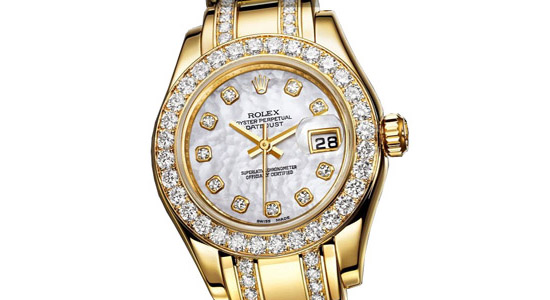 ROLEX
OYSTER PERPETUAL
DATEJUST
28
SUPERLATIVE CHRONOMETER
OFFICIALLY CERTIFIED
SWISS MADE